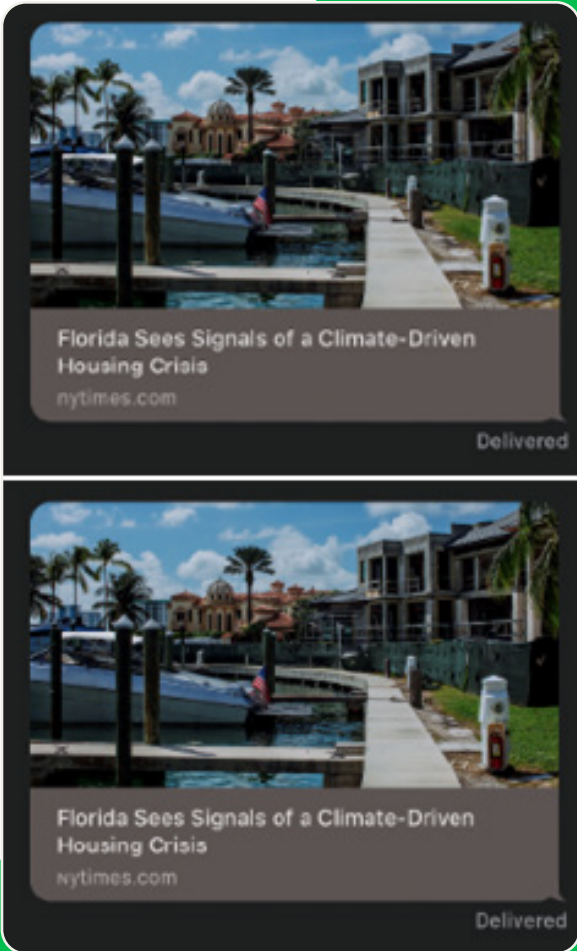 Florida Sees Signals of a Climate-Driven
Housing Crisis
nytimes.com
Delivered
Florida Sees Signals of a Climate-Driven
Housing Crisis
ɴytimes.com
Delivered